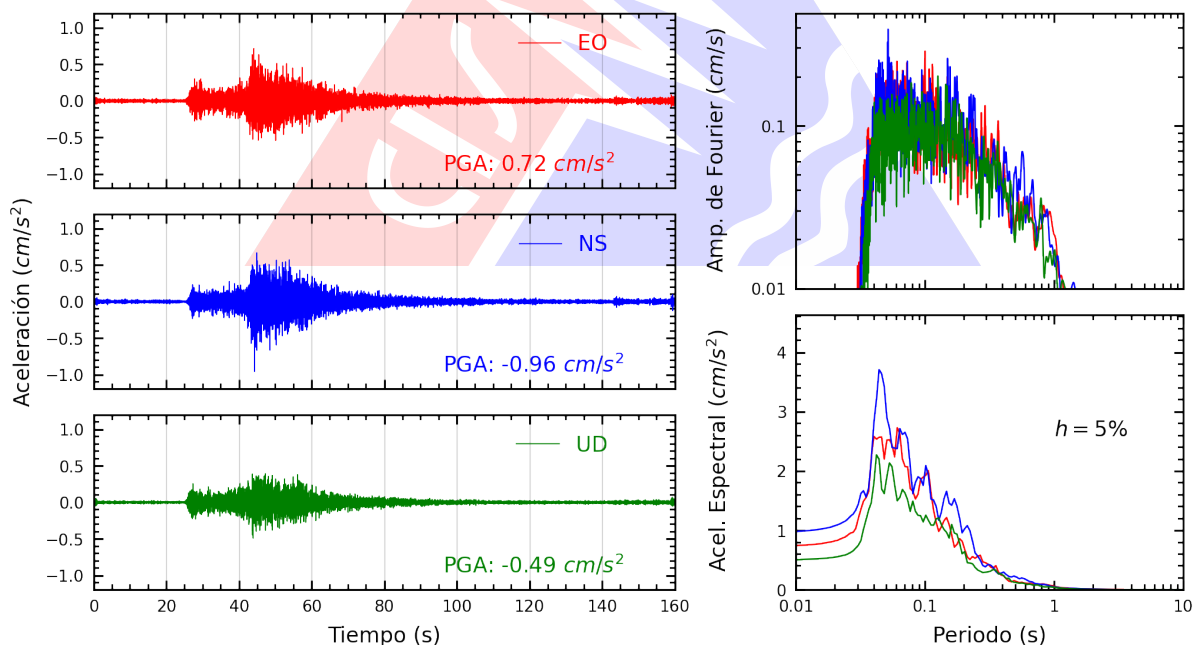 Aceleración (cm/s²)
1.0
0.5
0.0
−0.5
−1.0
EO
PGA: 0.72 cm/s²
1.0
0.5
0.0
−0.5
−1.0
NS
PGA: -0.96 cm/s²
1.0
0.5
0.0
−0.5
−1.0
UD
PGA: -0.49 cm/s²
0 20 40 60 80 100 120 140 160
Tiempo (s)
Amp. de Fourier (cm/s)
0.1
0.01
Acel. Espectral (cm/s²)
4
3
2
1
0
h = 5%
0.01 0.1 1 10
Periodo (s)